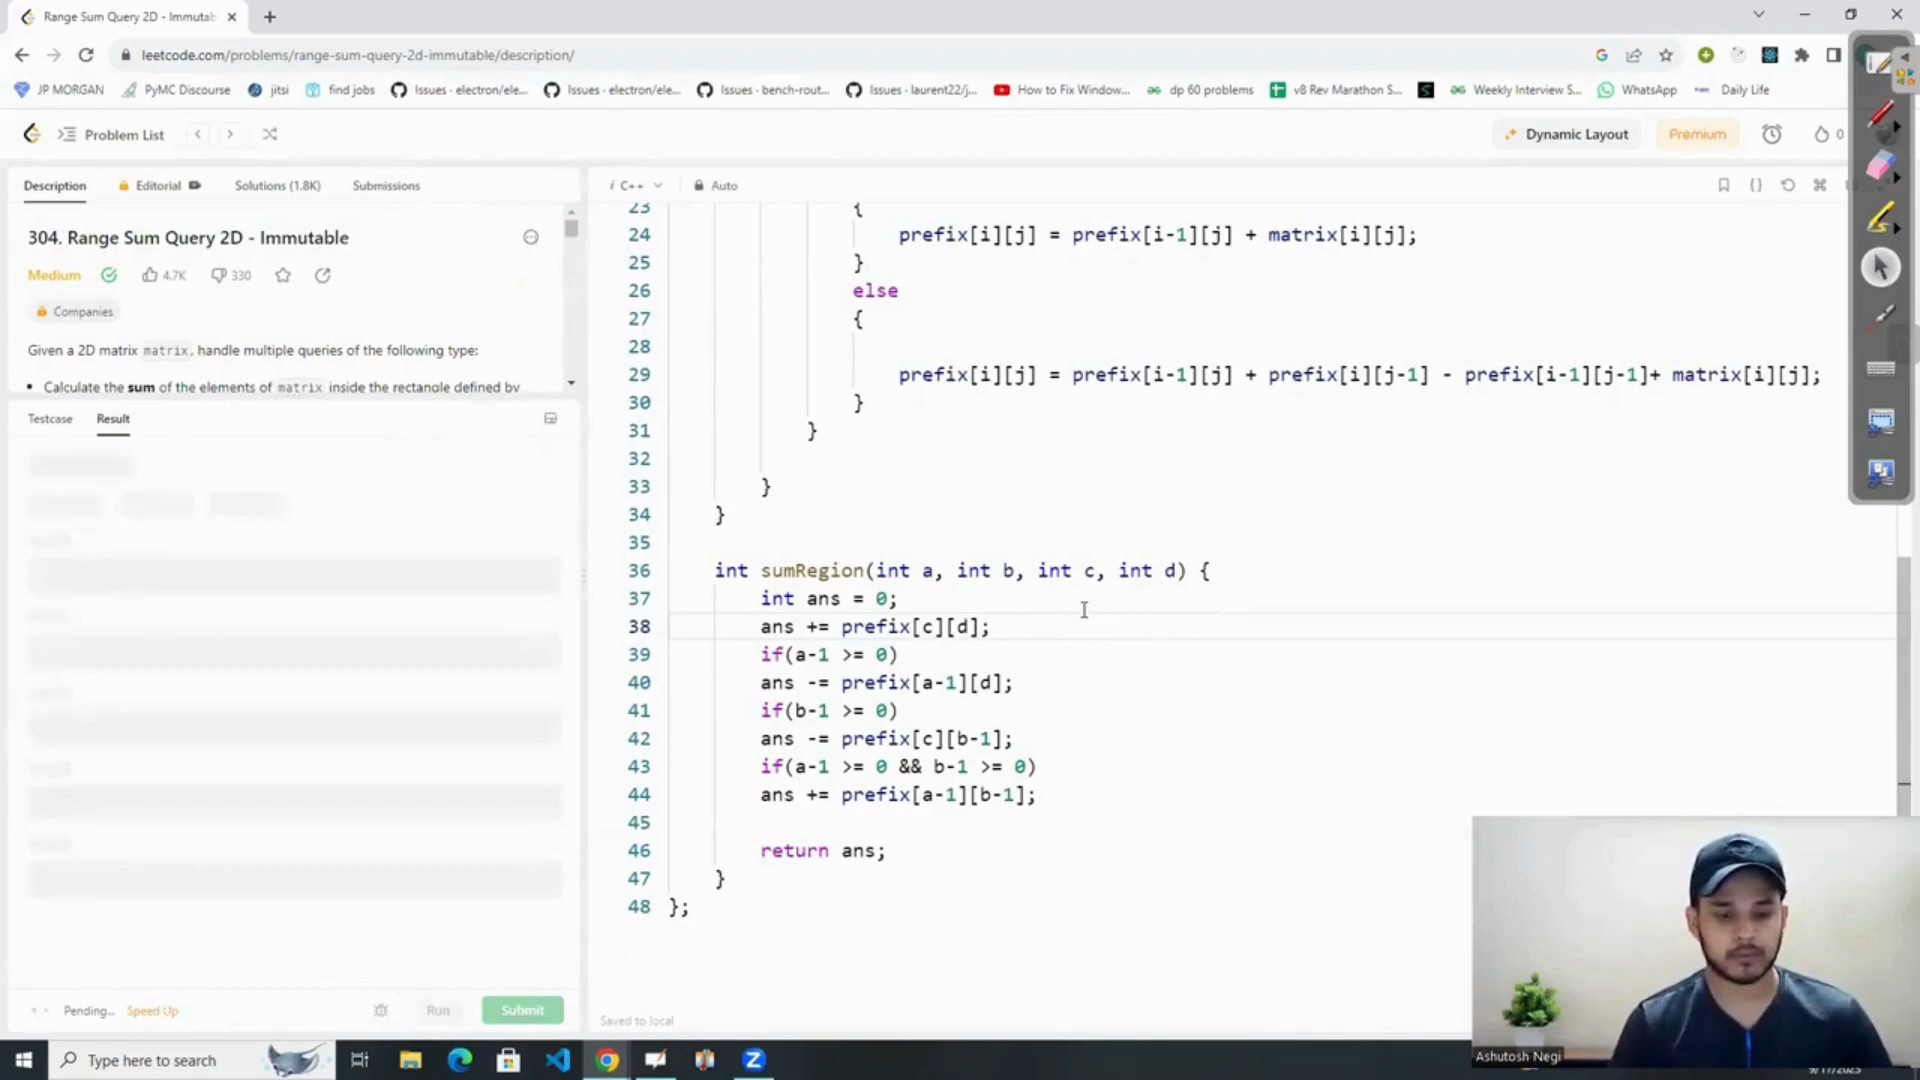 Range Sum Query 2D - Immutab
leetcode.com/problems/range-sum-query-2d-immutable/description/
JP MORGAN PyMC Discourse jitsi find jobs Issues · electron/ele... Issues · electron/ele... Issues · bench-rout... Issues · laurent22/j... How to Fix Window... dp 60 problems v8 Rev Marathon S... Weekly Interview S... WhatsApp Daily Life
Problem List Dynamic Layout Premium 0
Description Editorial Solutions (1.8K) Submissions
304. Range Sum Query 2D - Immutable
Medium 4.7K 330
Companies
Given a 2D matrix matrix, handle multiple queries of the following type:
• Calculate the sum of the elements of matrix inside the rectangle defined by
Testcase Result
Pending... Speed Up Run Submit
i C++ Auto
23 {
24 prefix[i][j] = prefix[i-1][j] + matrix[i][j];
25 }
26 else
27 {
28
29 prefix[i][j] = prefix[i-1][j] + prefix[i][j-1] - prefix[i-1][j-1]+ matrix[i][j];
30 }
31 }
32
33 }
34 }
35
36 int sumRegion(int a, int b, int c, int d) {
37 int ans = 0;
38 ans += prefix[c][d];
39 if(a-1 >= 0)
40 ans -= prefix[a-1][d];
41 if(b-1 >= 0)
42 ans -= prefix[c][b-1];
43 if(a-1 >= 0 && b-1 >= 0)
44 ans += prefix[a-1][b-1];
45
46 return ans;
47 }
48 };
Saved to local
Ashutosh Negi
Type here to search
9/17/2023